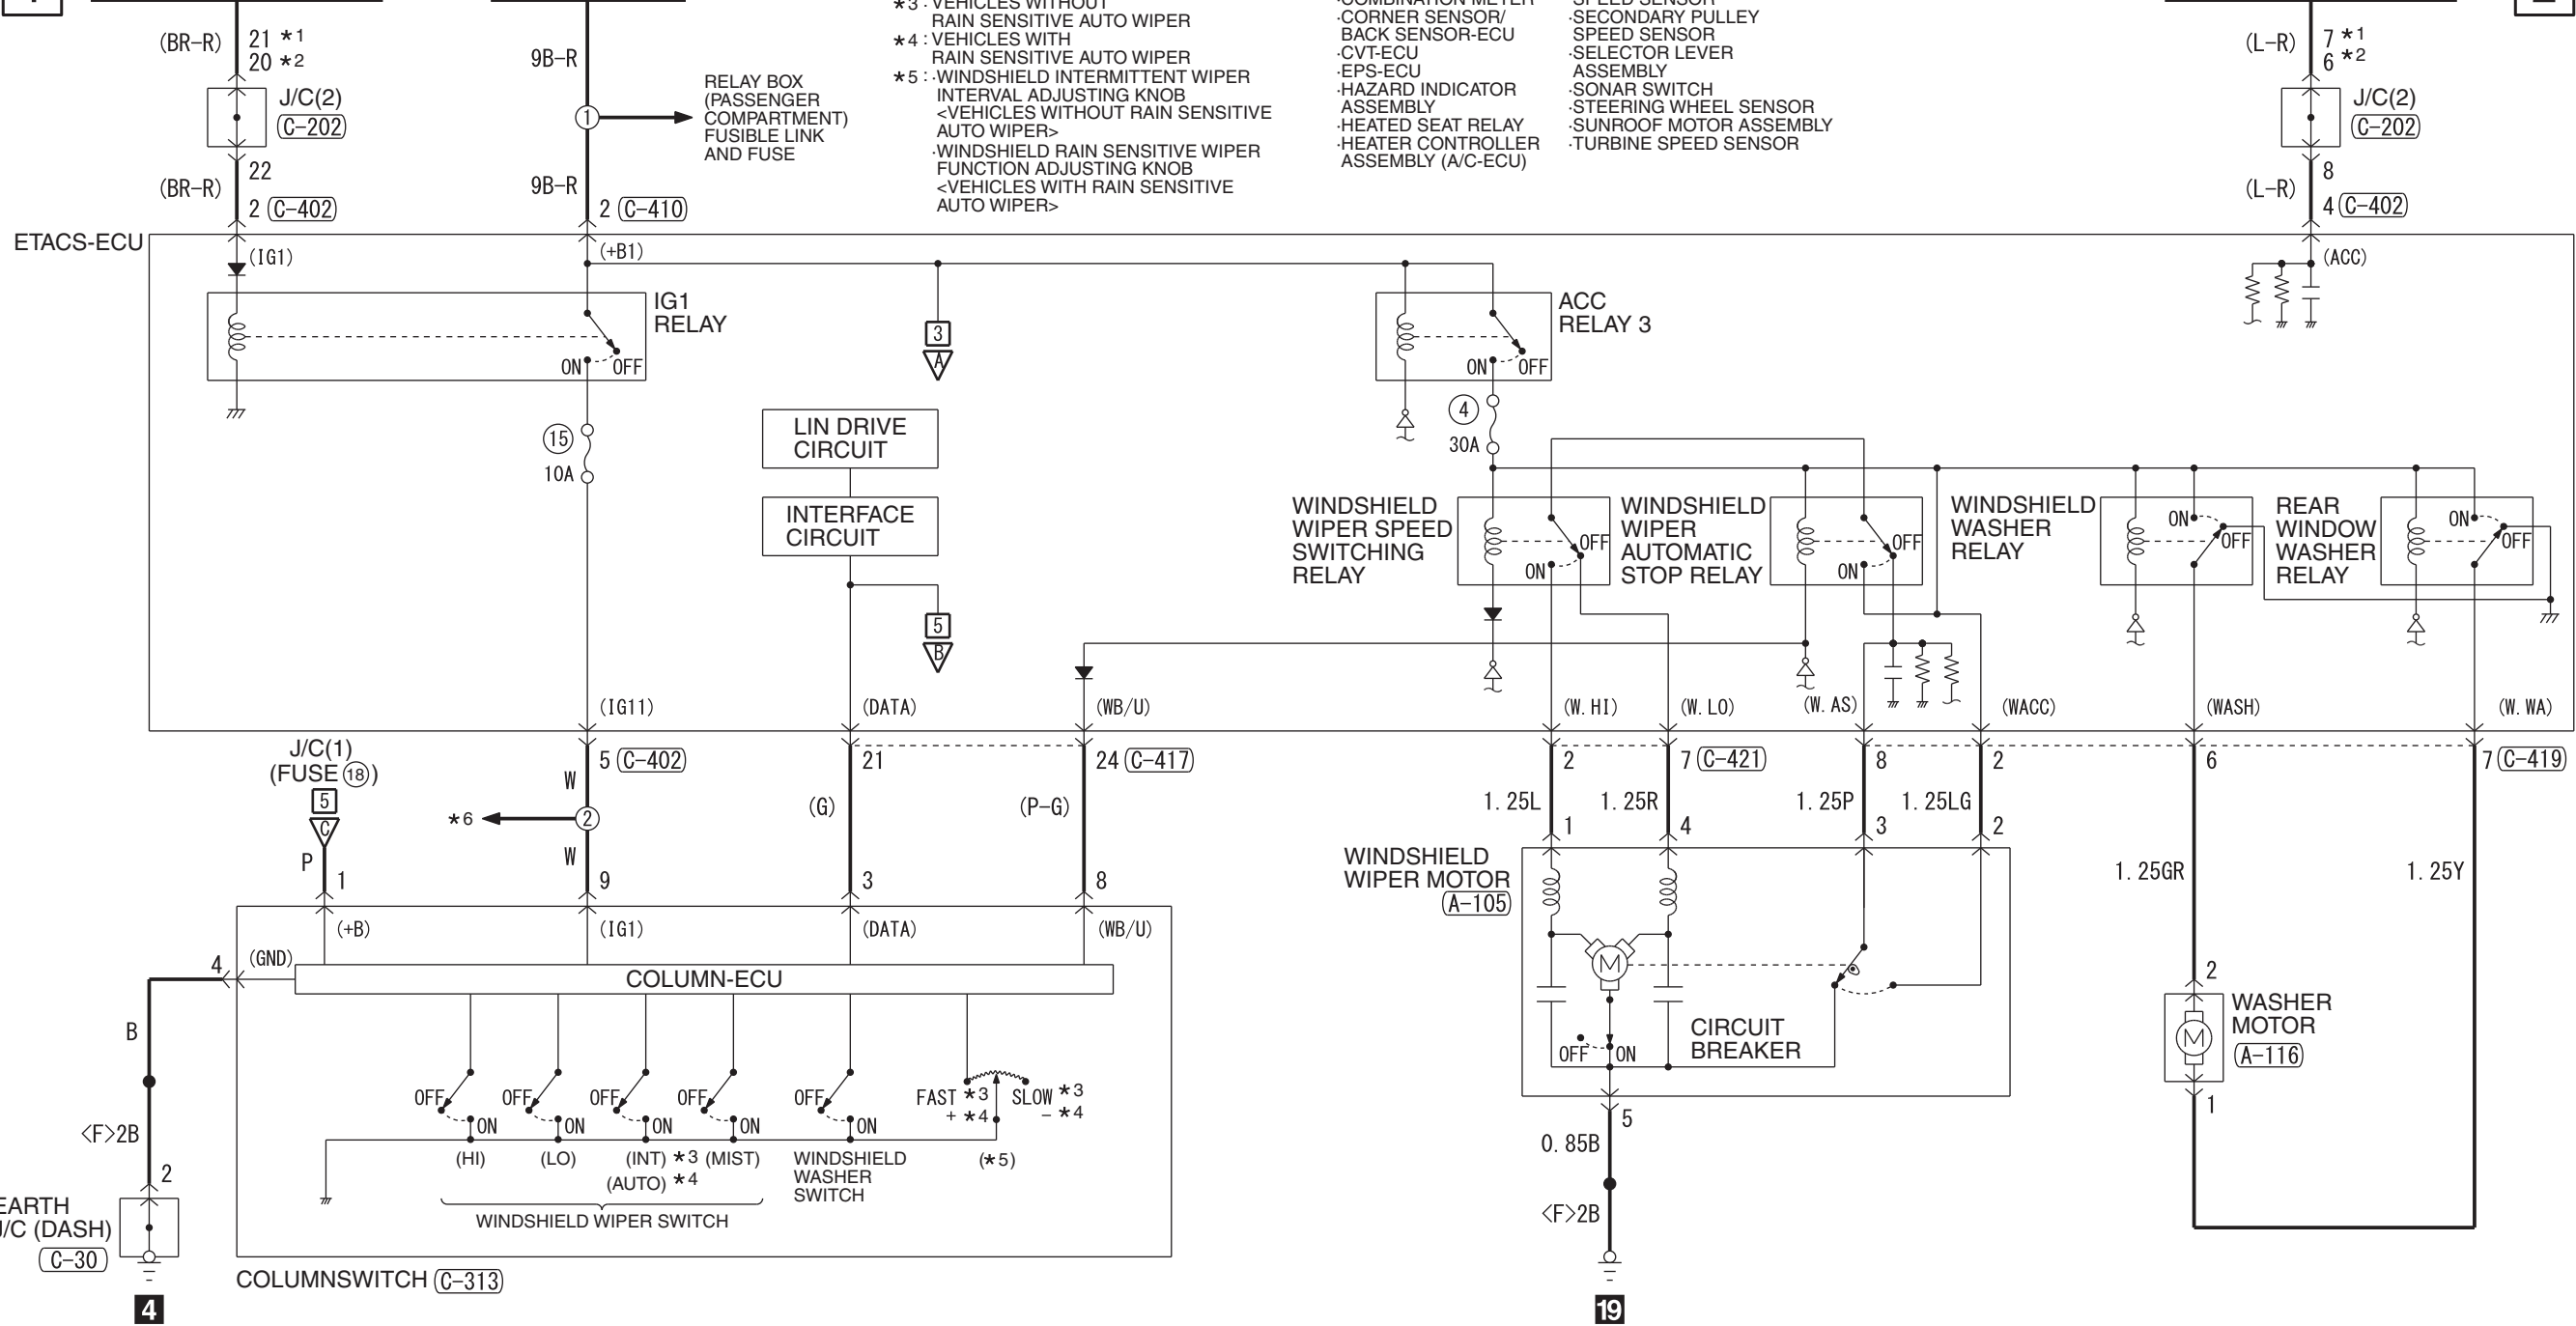 (BR-R)
21 *1
20 *2
J/C(2)
C-202
(BR-R)
22
2 C-402
9B-R
1
RELAY BOX
(PASSENGER
COMPARTMENT)
FUSIBLE LINK
AND FUSE
9B-R
2 C-410
*3 : VEHICLES WITHOUT
RAIN SENSITIVE AUTO WIPER
*4 : VEHICLES WITH
RAIN SENSITIVE AUTO WIPER
*5 : ·WINDSHIELD INTERMITTENT WIPER
INTERVAL ADJUSTING KNOB
<VEHICLES WITHOUT RAIN SENSITIVE
AUTO WIPER>
·WINDSHIELD RAIN SENSITIVE WIPER
FUNCTION ADJUSTING KNOB
<VEHICLES WITH RAIN SENSITIVE
AUTO WIPER>
·COMBINATION METER
·CORNER SENSOR/
BACK SENSOR-ECU
·CVT-ECU
·EPS-ECU
·HAZARD INDICATOR
ASSEMBLY
·HEATED SEAT RELAY
·HEATER CONTROLLER
ASSEMBLY (A/C-ECU)
SPEED SENSOR
·SECONDARY PULLEY
SPEED SENSOR
·SELECTOR LEVER
ASSEMBLY
·SONAR SWITCH
·STEERING WHEEL SENSOR
·SUNROOF MOTOR ASSEMBLY
·TURBINE SPEED SENSOR
(L-R)
7 *1
6 *2
J/C(2)
C-202
(L-R)
8
4 C-402
ETACS-ECU
(IG1)
(+B1)
(ACC)
IG1
RELAY
ON OFF
3
A
ACC
RELAY 3
ON OFF
15
10A
LIN DRIVE
CIRCUIT
INTERFACE
CIRCUIT
5
B
4
30A
WINDSHIELD
WIPER SPEED
SWITCHING
RELAY
OFF
ON
WINDSHIELD
WIPER
AUTOMATIC
STOP RELAY
OFF
ON
WINDSHIELD
WASHER
RELAY
ON
OFF
REAR
WINDOW
WASHER
RELAY
ON
OFF
(IG11)
(DATA)
(WB/U)
(W.HI)
(W.LO)
(W.AS)
(WACC)
(WASH)
(W.WA)
J/C(1)
(FUSE 18)
5
C
P
1
5 C-402
W
*6
2
W
9
21
(G)
3
24 C-417
(P-G)
8
2
1.25L
1
7 C-421
1.25R
4
8
1.25P
3
2
1.25LG
2
6
1.25GR
2
7 C-419
1.25Y
WINDSHIELD
WIPER MOTOR
A-105
M
OFF ON
CIRCUIT
BREAKER
5
0.85B
<F>2B
19
WASHER
MOTOR
A-116
M
1
(+B)
(IG1)
(DATA)
(WB/U)
4
(GND)
COLUMN-ECU
B
<F>2B
2
EARTH
J/C (DASH)
C-30
4
OFF
ON
OFF
ON
OFF
ON
OFF
ON
OFF
ON
FAST *3
+ *4
SLOW *3
– *4
(HI)
(LO)
(INT) *3
(AUTO) *4
(MIST)
WINDSHIELD
WASHER
SWITCH
(*5)
WINDSHIELD WIPER SWITCH
COLUMNSWITCH C-313